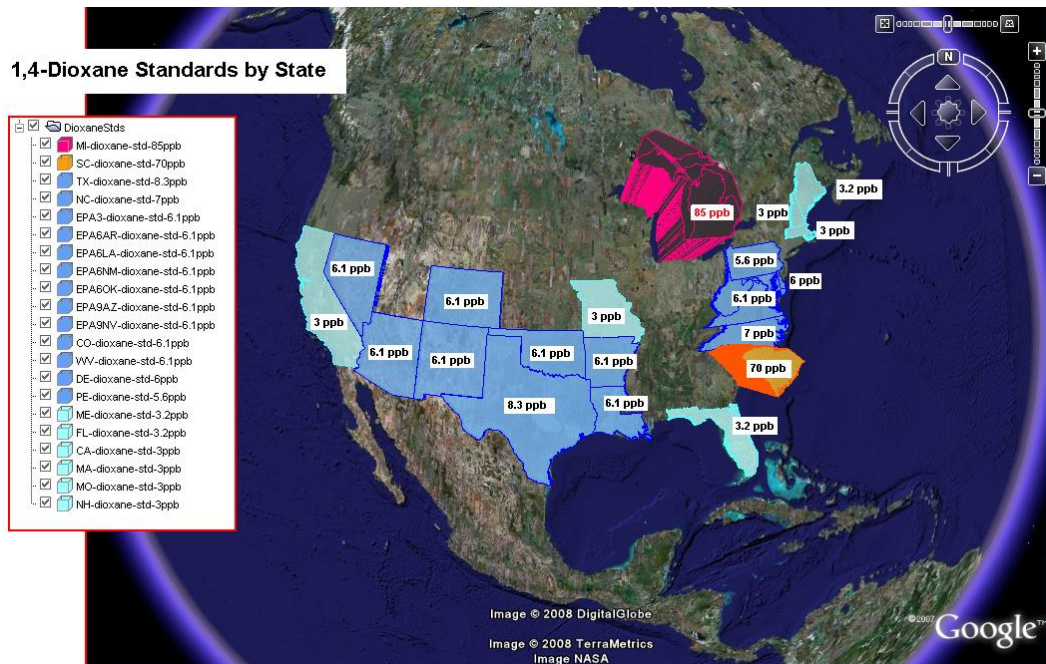 1,4-Dioxane Standards by State
DioxaneStds
MI-dioxane-std-85ppb
SC-dioxane-std-70ppb
TX-dioxane-std-8.3ppb
NC-dioxane-std-7ppb
EPA3-dioxane-std-6.1ppb
EPA6AR-dioxane-std-6.1ppb
EPA6LA-dioxane-std-6.1ppb
EPA6NM-dioxane-std-6.1ppb
EPA6OK-dioxane-std-6.1ppb
EPA9AZ-dioxane-std-6.1ppb
EPA9NV-dioxane-std-6.1ppb
CO-dioxane-std-6.1ppb
WV-dioxane-std-6.1ppb
DE-dioxane-std-6ppb
PE-dioxane-std-5.6ppb
ME-dioxane-std-3.2ppb
FL-dioxane-std-3.2ppb
CA-dioxane-std-3ppb
MA-dioxane-std-3ppb
MO-dioxane-std-3ppb
NH-dioxane-std-3ppb
N
3.2 ppb
85 ppb
3 ppb
3 ppb
5.6 ppb
6.1 ppb
6 ppb
6.1 ppb
6.1 ppb
3 ppb
3 ppb
7 ppb
6.1 ppb
6.1 ppb
6.1 ppb
6.1 ppb
70 ppb
8.3 ppb
6.1 ppb
3.2 ppb
Image © 2008 DigitalGlobe
Image © 2008 TerraMetrics
Image NASA
©2007 Google™